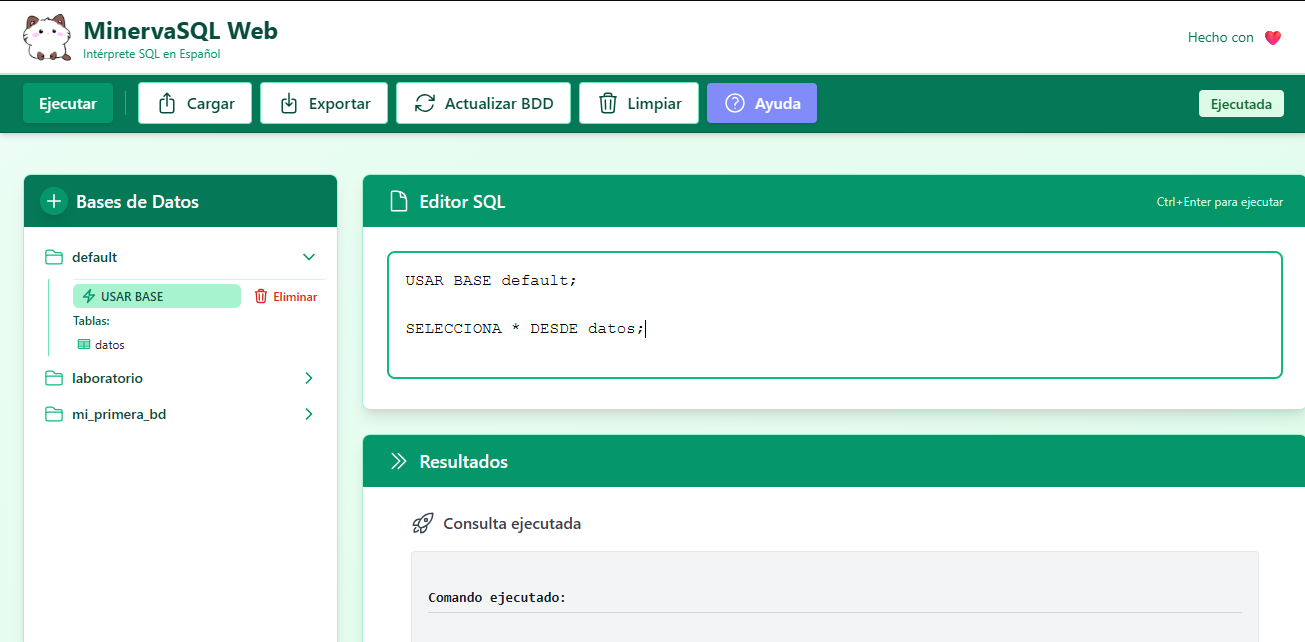 MinervaSQL Web
Intérprete SQL en Español
Hecho con
Ejecutar
Cargar
Exportar
Actualizar BDD
Limpiar
Ayuda
Ejecutada
Bases de Datos
default
USAR BASE
Eliminar
Tablas:
datos
laboratorio
mi_primera_bd
Editor SQL
Ctrl+Enter para ejecutar
USAR BASE default;
SELECCIONA * DESDE datos;
Resultados
Consulta ejecutada
Comando ejecutado: